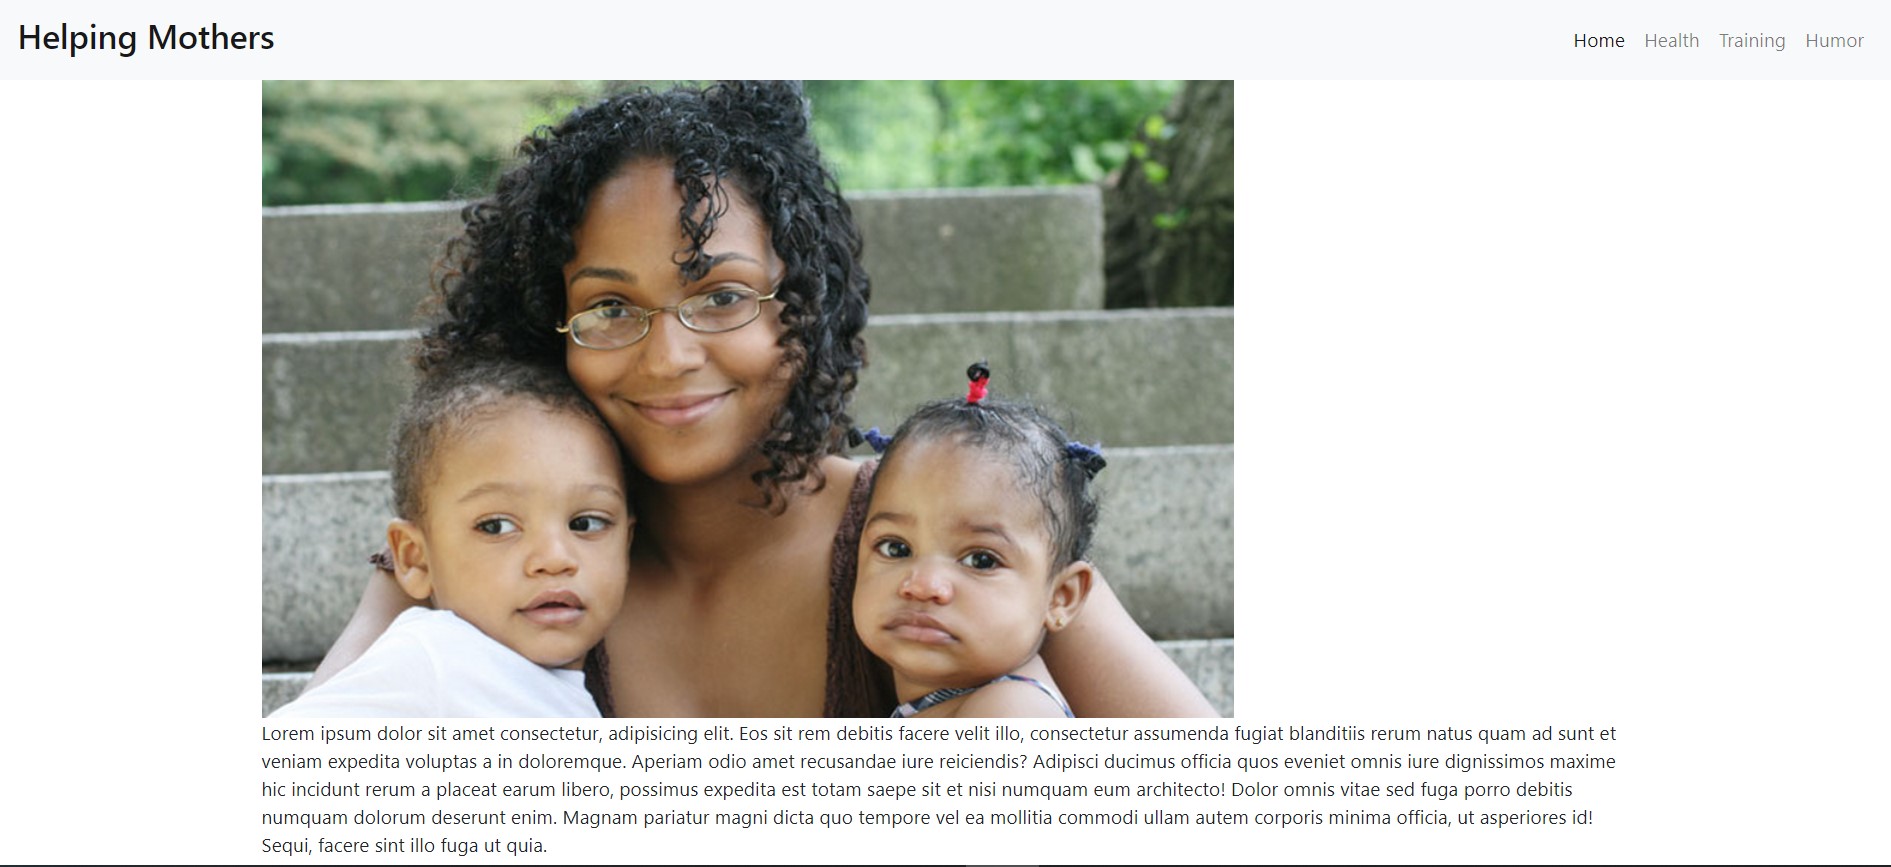 Helping Mothers
Home Health Training Humor
Lorem ipsum dolor sit amet consectetur, adipisicing elit. Eos sit rem debitis facere velit illo, consectetur assumenda fugiat blanditiis rerum natus quam ad sunt et
veniam expedita voluptas a in doloremque. Aperiam odio amet recusandae iure reiciendis? Adipisci ducimus officia quos eveniet omnis iure dignissimos maxime
hic incidunt rerum a placeat earum libero, possimus expedita est totam saepe sit et nisi numquam eum architecto! Dolor omnis vitae sed fuga porro debitis
numquam dolorum deserunt enim. Magnam pariatur magni dicta quo tempore vel ea mollitia commodi ullam autem corporis minima officia, ut asperiores id!
Sequi, facere sint illo fuga ut quia.